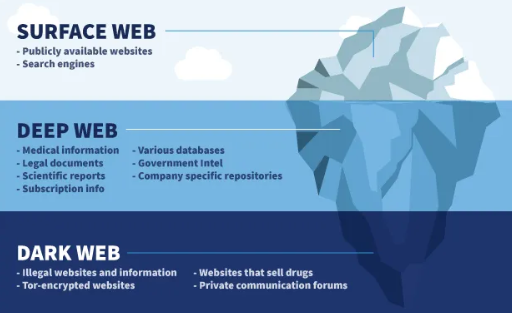 SURFACE WEB
- Publicly available websites
- Search engines
DEEP WEB
- Medical information
- Legal documents
- Scientific reports
- Subscription info
- Various databases
- Government Intel
- Company specific repositories
DARK WEB
- Illegal websites and information
- Tor-encrypted websites
- Websites that sell drugs
- Private communication forums